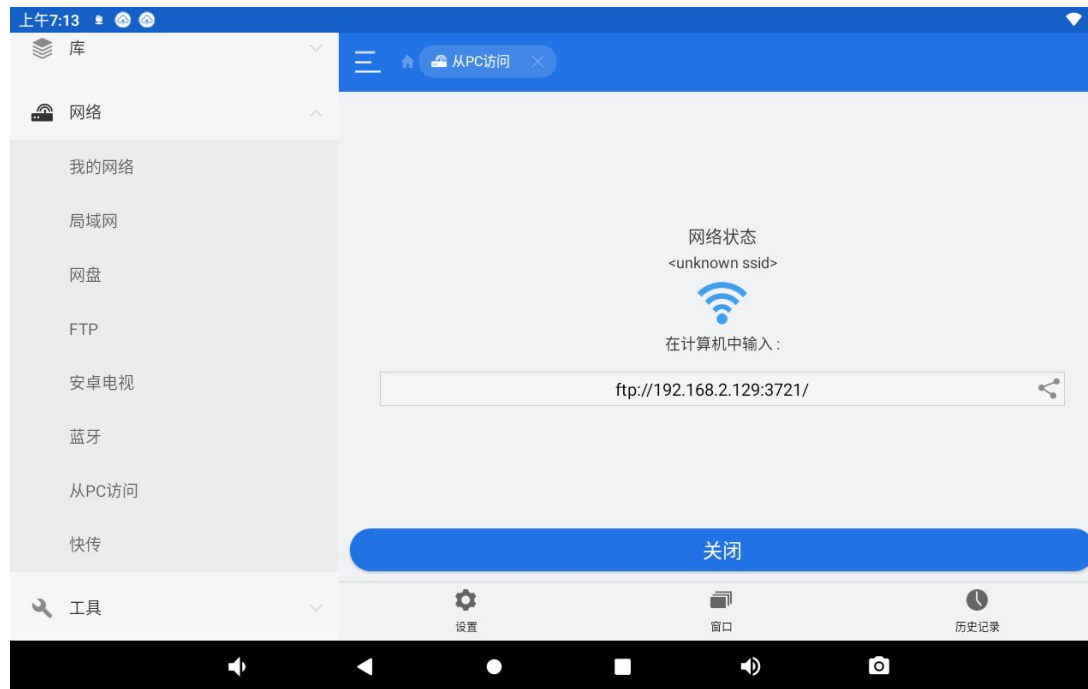 上午7:13
库
从PC访问
网络
我的网络
局域网
网盘
FTP
安卓电视
蓝牙
从PC访问
快传
工具
网络状态
<unknown ssid>
在计算机中输入 :
ftp://192.168.2.129:3721/
关闭
设置
窗口
历史记录